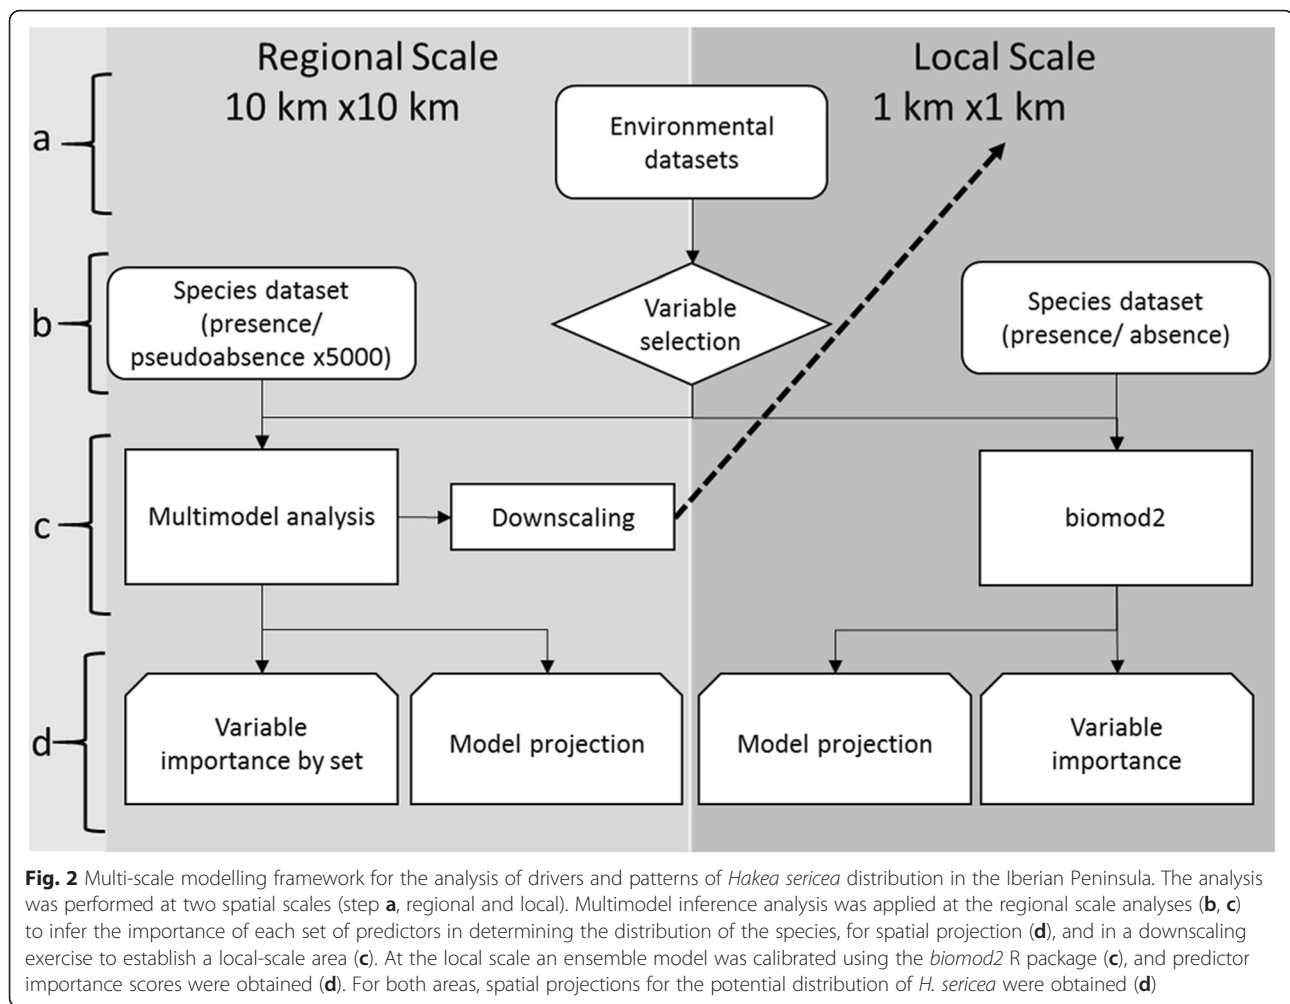 Regional Scale
10 km x10 km
Local Scale
1 km x1 km
a
Environmental
datasets
b
Species dataset
(presence/
pseudoabsence x5000)
Variable
selection
Species dataset
(presence/ absence)
c
Multimodel analysis
Downscaling
biomod2
d
Variable
importance by set
Model projection
Model projection
Variable
importance
Fig. 2 Multi-scale modelling framework for the analysis of drivers and patterns of Hakea sericea distribution in the Iberian Peninsula. The analysis
was performed at two spatial scales (step a, regional and local). Multimodel inference analysis was applied at the regional scale analyses (b, c)
to infer the importance of each set of predictors in determining the distribution of the species, for spatial projection (d), and in a downscaling
exercise to establish a local-scale area (c). At the local scale an ensemble model was calibrated using the biomod2 R package (c), and predictor
importance scores were obtained (d). For both areas, spatial projections for the potential distribution of H. sericea were obtained (d)